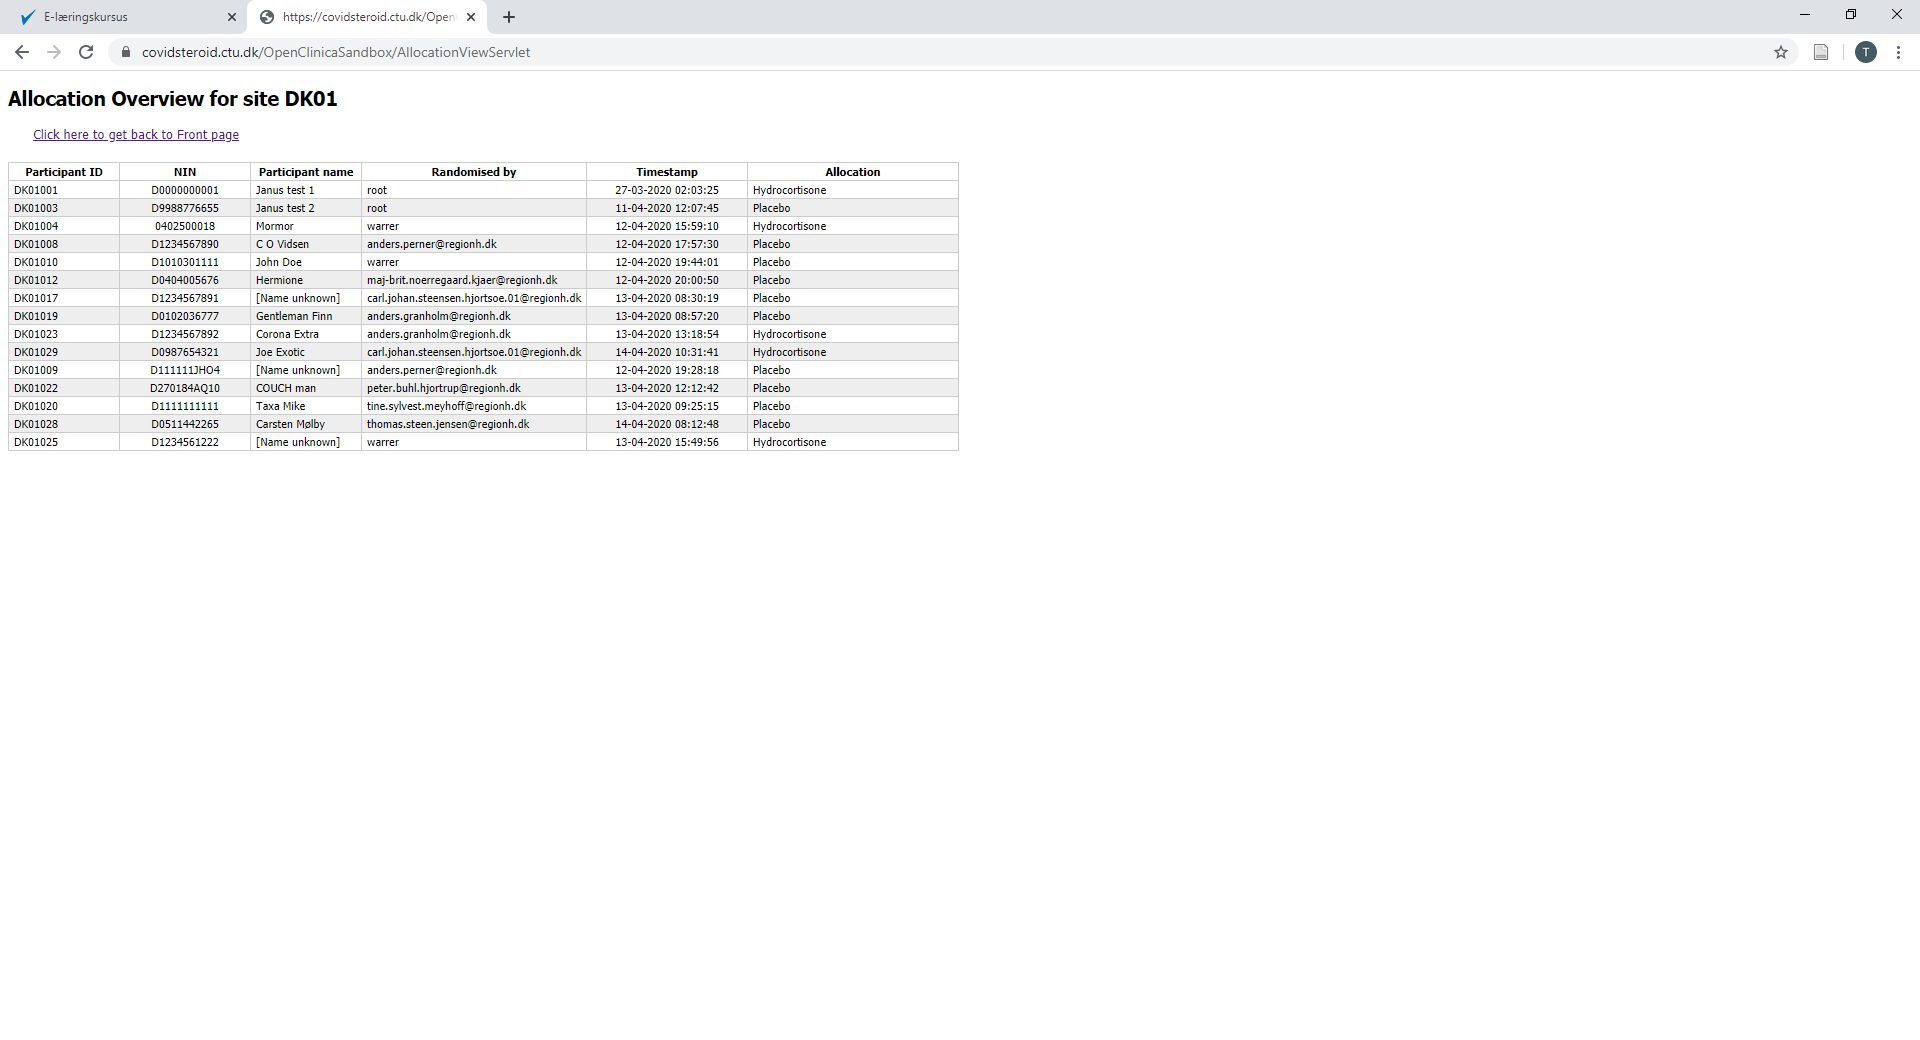 E-læringskursus
https://covidsteroid.ctu.dk/Open
covidsteroid.ctu.dk/OpenClinicaSandbox/AllocationViewServlet
T
Allocation Overview for site DK01
Click here to get back to Front page
Participant ID NIN Participant name Randomised by Timestamp Allocation
DK01001 D0000000001 Janus test 1 root 27-03-2020 02:03:25 Hydrocortisone
DK01003 D9988776655 Janus test 2 root 11-04-2020 12:07:45 Placebo
DK01004 0402500018 Mormor warrer 12-04-2020 15:59:10 Hydrocortisone
DK01008 D1234567890 C O Vidsen anders.perner@regionh.dk 12-04-2020 17:57:30 Placebo
DK01010 D1010301111 John Doe warrer 12-04-2020 19:44:01 Placebo
DK01012 D0404005676 Hermione maj-brit.noerregaard.kjaer@regionh.dk 12-04-2020 20:00:50 Placebo
DK01017 D1234567891 [Name unknown] carl.johan.steensen.hjortsoe.01@regionh.dk 13-04-2020 08:30:19 Placebo
DK01019 D0102036777 Gentleman Finn anders.granholm@regionh.dk 13-04-2020 08:57:20 Placebo
DK01023 D1234567892 Corona Extra anders.granholm@regionh.dk 13-04-2020 13:18:54 Hydrocortisone
DK01029 D0987654321 Joe Exotic carl.johan.steensen.hjortsoe.01@regionh.dk 14-04-2020 10:31:41 Hydrocortisone
DK01009 D111111JHO4 [Name unknown] anders.perner@regionh.dk 12-04-2020 19:28:18 Placebo
DK01022 D270184AQ10 COUCH man peter.buhl.hjortrup@regionh.dk 13-04-2020 12:12:42 Placebo
DK01020 D1111111111 Taxa Mike tine.sylvest.meyhoff@regionh.dk 13-04-2020 09:25:15 Placebo
DK01028 D0511442265 Carsten Mølby thomas.steen.jensen@regionh.dk 14-04-2020 08:12:48 Placebo
DK01025 D1234561222 [Name unknown] warrer 13-04-2020 15:49:56 Hydrocortisone